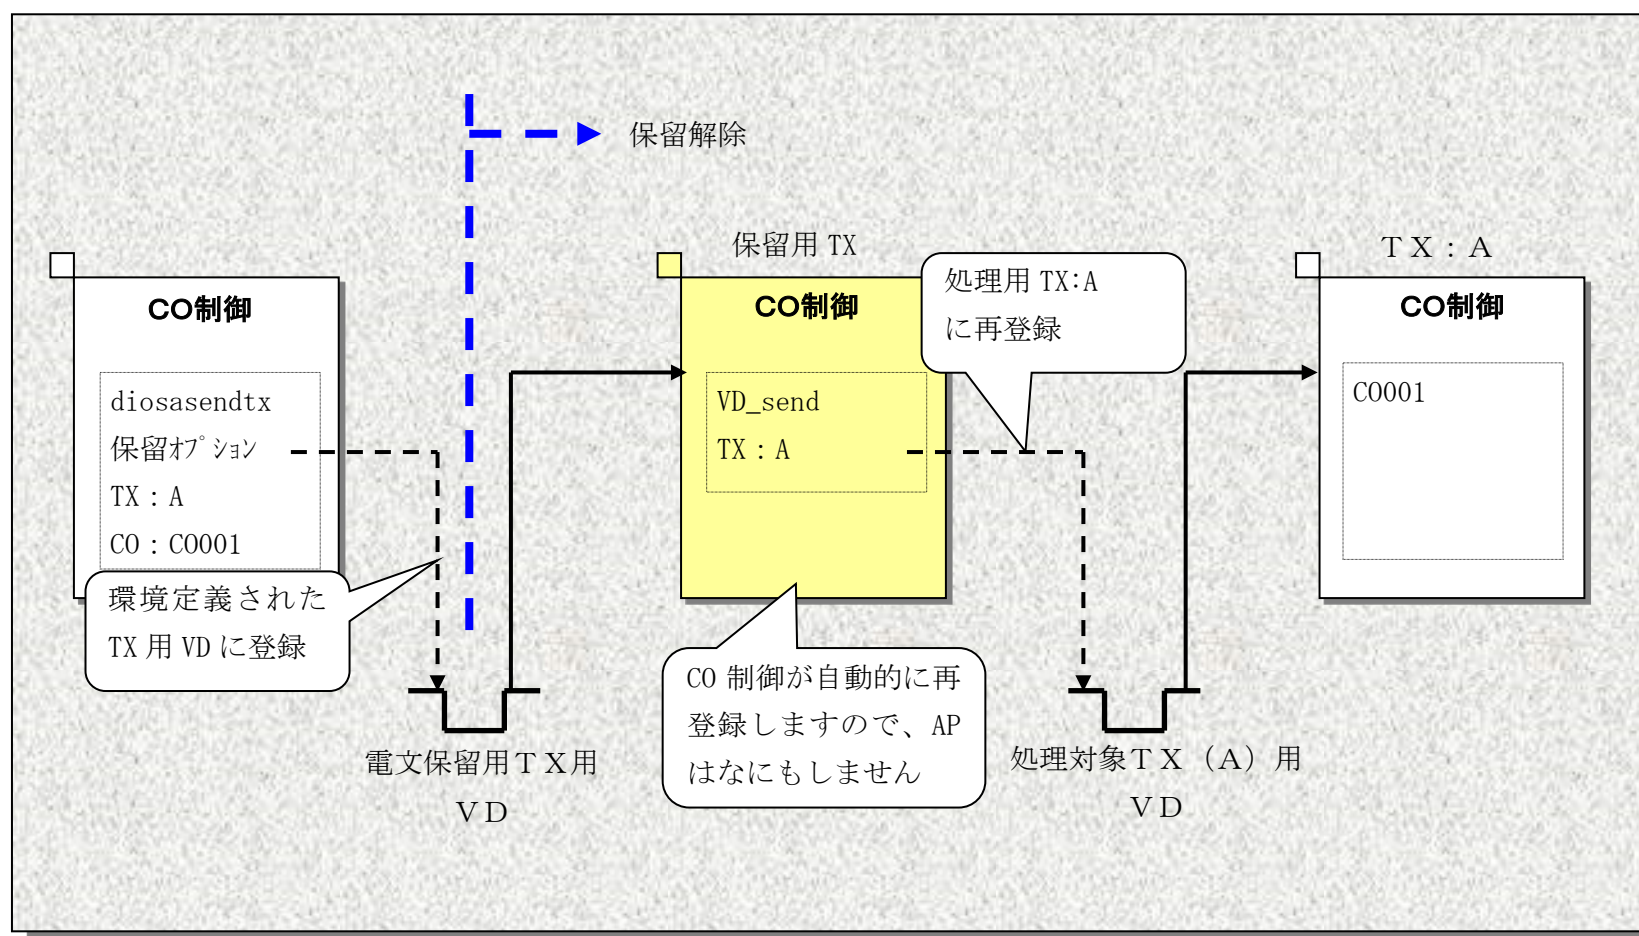 保留解除
保留用 TX
ＴＸ：Ａ
CO制御
diosasendtx
保留ｵﾌﾟｼｮﾝ
TX：A
CO：CO001
環境定義された
TX 用 VD に登録
電文保留用ＴＸ用
ＶＤ
CO制御
VD_send
TX：A
処理用 TX:A
に再登録
CO 制御が自動的に再
登録しますので、AP
はなにもしません
処理対象ＴＸ（Ａ）用
ＶＤ
CO制御
CO001